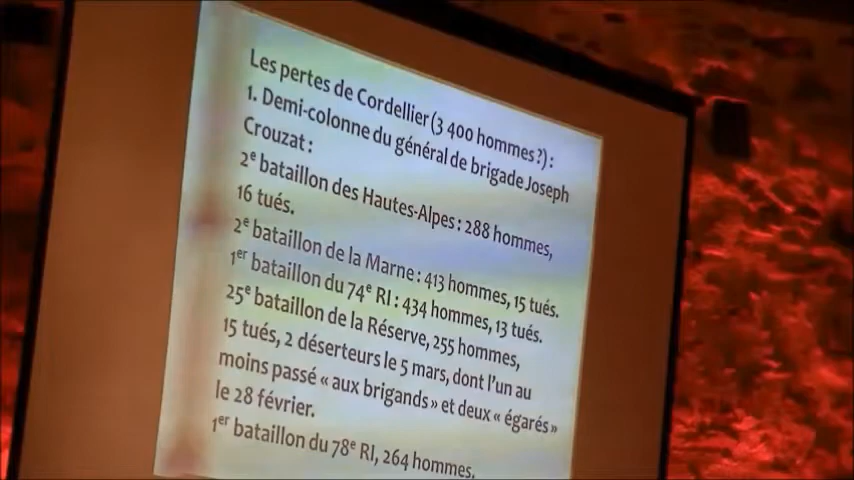 Les pertes de Cordellier (3 400 hommes ?) :
1. Demi-colonne du général de brigade Joseph
Crouzat :
2e bataillon des Hautes-Alpes : 288 hommes,
16 tués.
2e bataillon de la Marne : 413 hommes, 15 tués.
1er bataillon du 74e RI : 434 hommes, 13 tués.
25e bataillon de la Réserve, 255 hommes,
15 tués, 2 déserteurs le 5 mars, dont l'un au
moins passé « aux brigands » et deux « égarés »
le 28 février.
1er bataillon du 78e RI, 264 hommes,